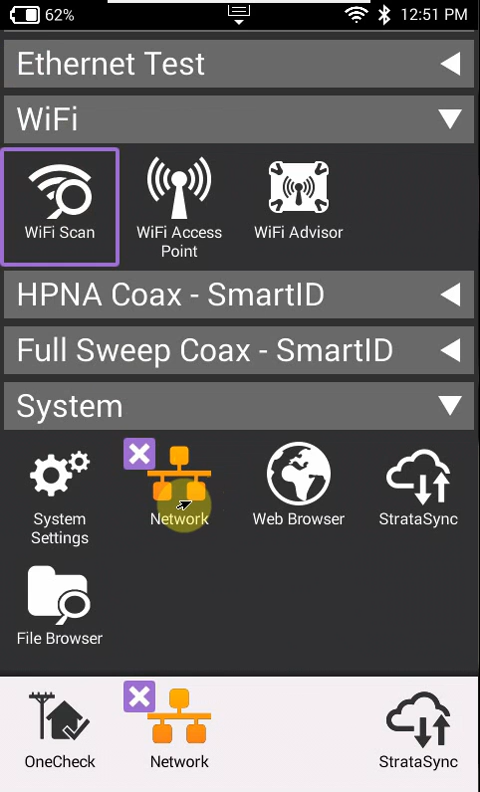 62%
12:51 PM
Ethernet Test
WiFi
WiFi Scan
WiFi Access
Point
WiFi Advisor
HPNA Coax - SmartID
Full Sweep Coax - SmartID
System
System
Settings
Network
Web Browser
StrataSync
File Browser
OneCheck
Network
StrataSync